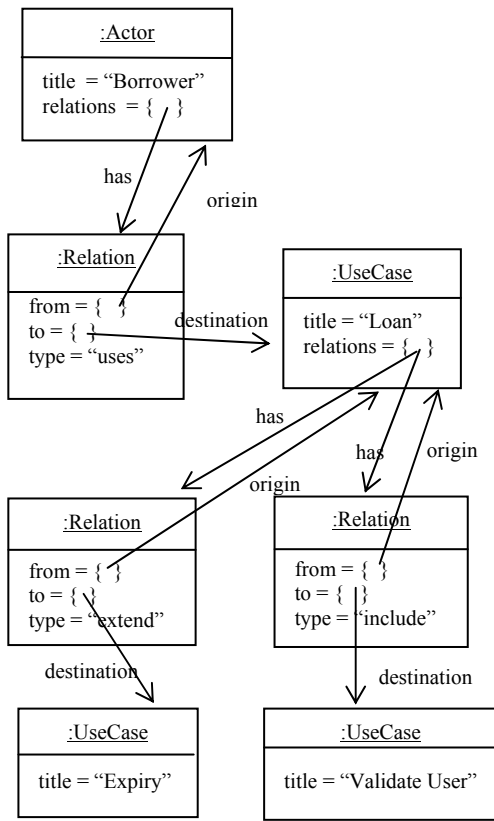 :Actor
title = “Borrower”
relations = { }
has
origin
:Relation
from = { }
to = { }
type = “uses”
destination
:UseCase
title = “Loan”
relations = { }
has
origin
has
origin
:Relation
from = { }
to = { }
type = “extend”
:Relation
from = { }
to = { }
type = “include”
destination
destination
:UseCase
title = “Expiry”
:UseCase
title = “Validate User”